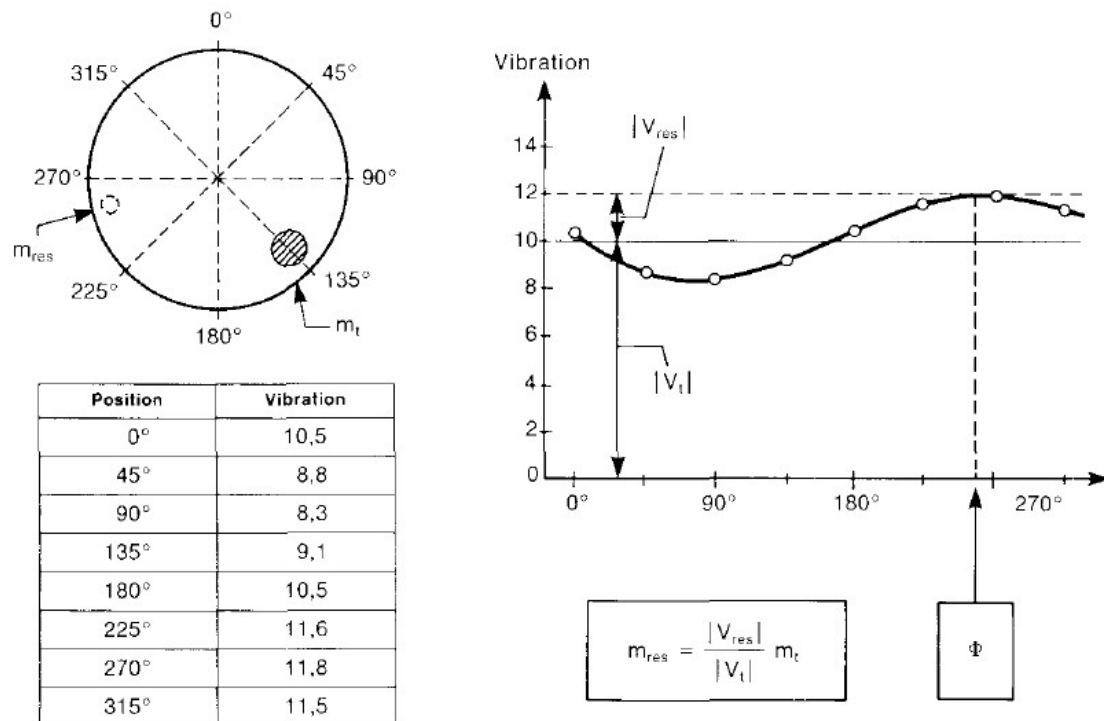 0°
315°
45°
270°
90°
m_res
225°
135°
180°
m_t
Position Vibration
0° 10,5
45° 8,8
90° 8,3
135° 9,1
180° 10,5
225° 11,6
270° 11,8
315° 11,5
Vibration
|V_res|
14
12
10
8
6
|V_t|
4
2
0
0° 90° 180° 270°
m_res = |V_res| / |V_t| m_t
Φ